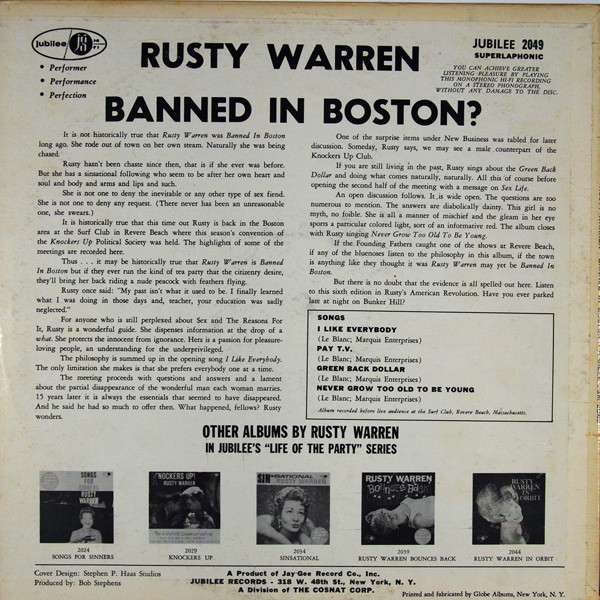 jubilee
JGR
HI-FI
• Performer
• Performance
• Perfection
RUSTY WARREN
BANNED IN BOSTON?
JUBILEE 2049
SUPERLAPHONIC
YOU CAN ACHIEVE GREATER
LISTENING PLEASURE BY PLAYING
THIS MONOPHONIC HI-FI RECORDING
ON A STEREO PHONOGRAPH,
WITHOUT ANY DAMAGE TO THE DISC.
It is not historically true that Rusty Warren was Banned In Boston
long ago. She rode out of town on her own steam. Naturally she was being
chased.
Rusty hasn't been chaste since then, that is if she ever was before.
But she has a sinsational following who seem to be after her own heart and
soul and body and arms and lips and such.
She is not one to deny the inevitable or any other type of sex fiend.
She is not one to deny any request. (There never has been an unreasonable
one, she swears.)
It is historically true that this time out Rusty is back in the Boston
area at the Surf Club in Revere Beach where this season's convention of
the Knockers Up Political Society was held. The highlights of some of the
meetings are recorded here.
Thus . . . it may be historically true that Rusty Warren is Banned
In Boston but if they ever run the kind of tea party that the citizenry desire,
they'll bring her back riding a nude peacock with feathers flying.
Rusty once said: "My past isn't what it used to be. I finally learned
what I was doing in those days and, teacher, your education was sadly
neglected."
For anyone who is still perplexed about Sex and The Reasons For
It, Rusty is a wonderful guide. She dispenses information at the drop of a
what. She protects the innocent from ignorance. Hers is a passion for pleasure-
loving people, an understanding for the underprivileged.
The philosophy is summed up in the opening song I Like Everybody.
The only limitation she makes is that she prefers everybody one at a time.
The meeting proceeds with questions and answers and a lament
about the partial disappearance of the wonderful man each woman marries.
15 years later it is always the essentials that seemed to have disappeared.
And he said had so much to offer then. What happened, fellows? Rusty
wonders.
One of the surprise items under New Business was tabled for later
discussion. Someday, Rusty says, we may see a male counterpart of the
Knockers Up Club.
If you are still living in the past, Rusty sings about the Green Back
Dollar and doing what comes naturally, naturally. All this of course before
opening the second half of the meeting with a message on Sex Life.
An open discussion follows. It is wide open. The questions are too
numerous to mention. The answers are diabolically dainty. This girl is no
myth, no foible. She is all a manner of mischief and the gleam in her eye
sports a particular colored light, sort of an informative red. The album closes
with Rusty singing Never Grow Too Old To Be Young.
If the Founding Fathers caught one of the shows at Revere Beach,
if any of the bluenoses listen to the philosophy in this album, if the town
is anything like they thought it was Rusty Warren may yet be Banned In
Boston.
But there is no doubt that the evidence is all spelled out here. Listen
to this sixth edition in Rusty's American Revolution. Have you ever parked
late at night on Bunker Hill?
SONGS
I LIKE EVERYBODY
(Le Blanc; Marquis Enterprises)
PAY T.V.
(Le Blanc; Marquis Enterprises)
GREEN BACK DOLLAR
(Le Blanc; Marquis Enterprises)
NEVER GROW TOO OLD TO BE YOUNG
(Le Blanc; Marquis Enterprises)
Album recorded before live audience at the Surf Club, Revere Beach, Massachusetts.
OTHER ALBUMS BY RUSTY WARREN
IN JUBILEE'S "LIFE OF THE PARTY" SERIES
SONGS
FOR
SINNERS
RUSTY
WARREN
KNOCKERS UP!
RUSTY WARREN
SIN-SATIONAL
RUSTY WARREN
RUSTY WARREN
Bounces Back
RUSTY
WARREN
IN
ORBIT
2024
SONGS FOR SINNERS
2029
KNOCKERS UP
2034
SINSATIONAL
2039
RUSTY WARREN BOUNCES BACK
2044
RUSTY WARREN IN ORBIT
Cover Design: Stephen P. Haas Studios
Produced by: Bob Stephens
A Product of Jay-Gee Record Co., Inc.
JUBILEE RECORDS - 318 W. 48th St., New York, N. Y.
A Division of THE COSNAT CORP.
Printed and fabricated by Globe Albums, New York, N. Y.